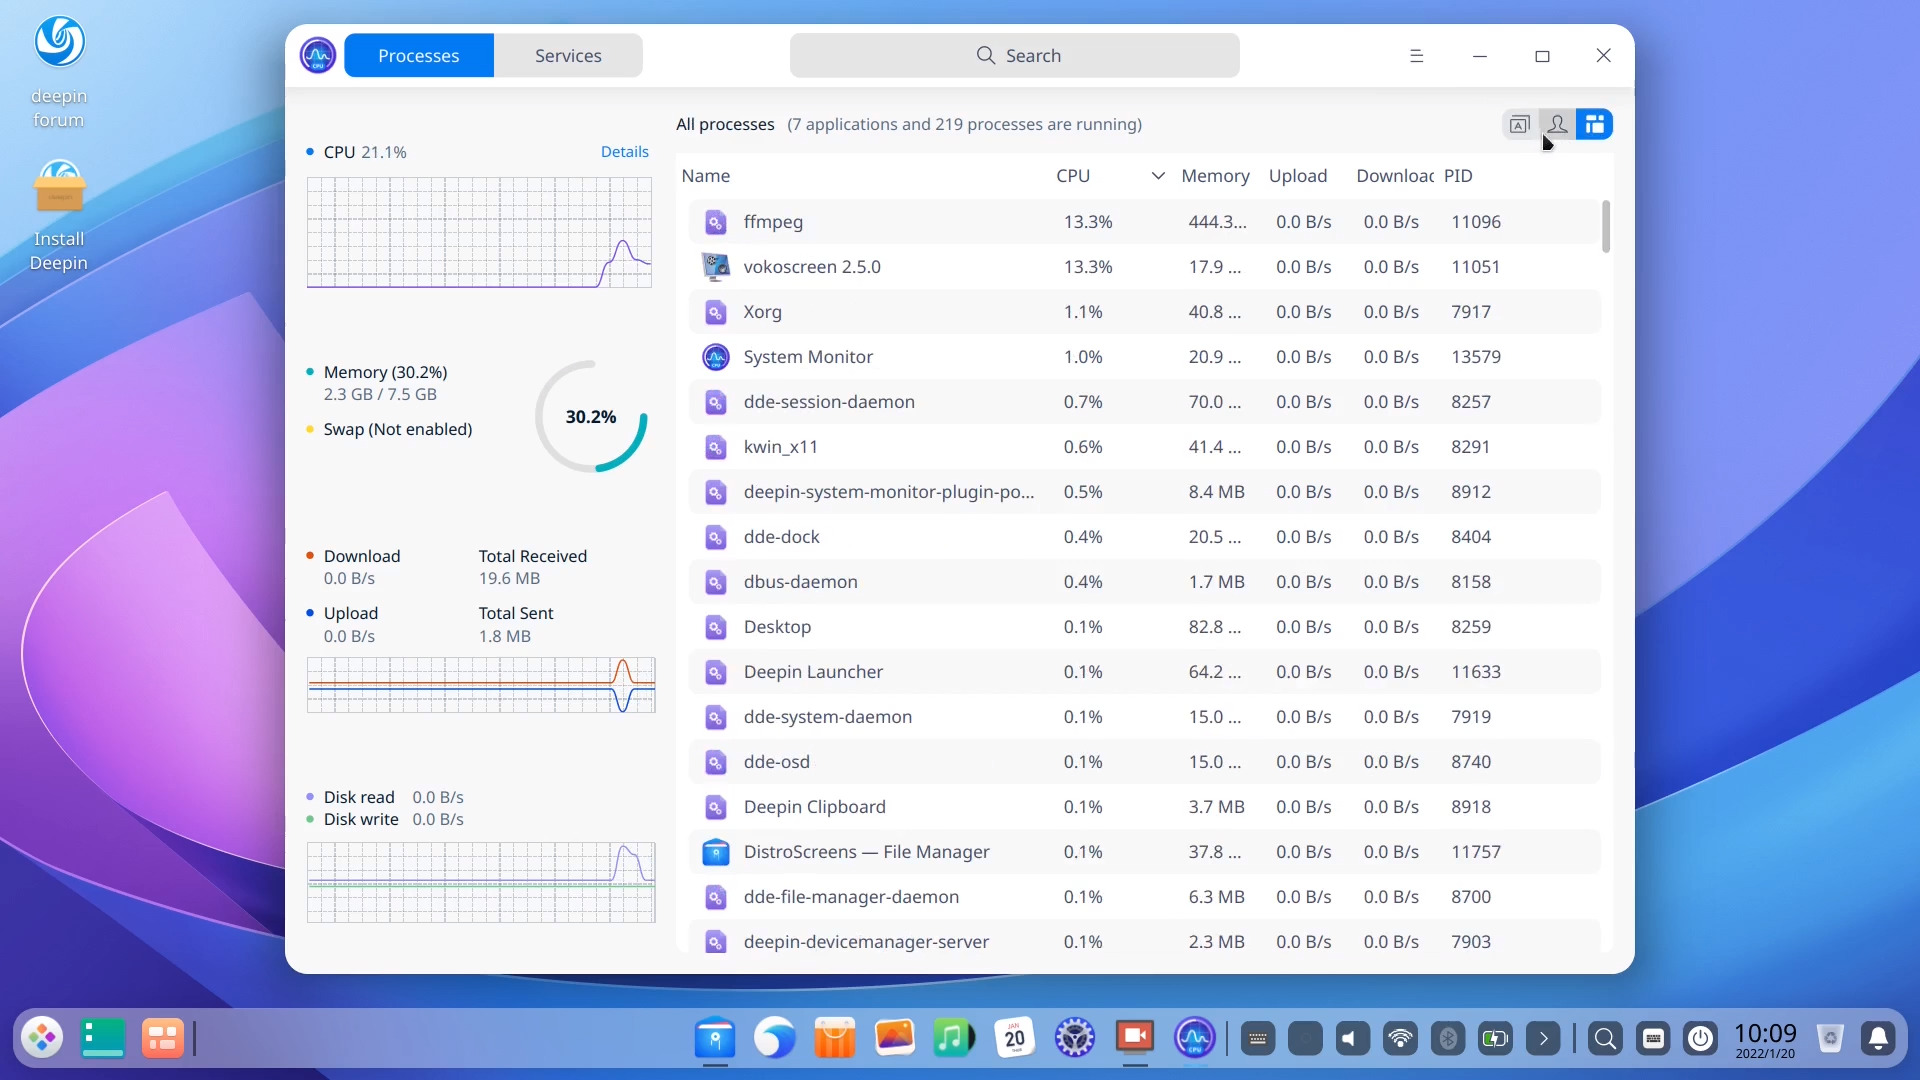 deepin
forum
Install
Deepin
Processes
Services
Search
CPU 21.1%
Details
Memory (30.2%)
2.3 GB / 7.5 GB
Swap (Not enabled)
30.2%
Download
0.0 B/s
Total Received
19.6 MB
Upload
0.0 B/s
Total Sent
1.8 MB
Disk read 0.0 B/s
Disk write 0.0 B/s
All processes (7 applications and 219 processes are running)
Name CPU Memory Upload Download PID
ffmpeg 13.3% 444.3... 0.0 B/s 0.0 B/s 11096
vokoscreen 2.5.0 13.3% 17.9 ... 0.0 B/s 0.0 B/s 11051
Xorg 1.1% 40.8 ... 0.0 B/s 0.0 B/s 7917
System Monitor 1.0% 20.9 ... 0.0 B/s 0.0 B/s 13579
dde-session-daemon 0.7% 70.0 ... 0.0 B/s 0.0 B/s 8257
kwin_x11 0.6% 41.4 ... 0.0 B/s 0.0 B/s 8291
deepin-system-monitor-plugin-po... 0.5% 8.4 MB 0.0 B/s 0.0 B/s 8912
dde-dock 0.4% 20.5 ... 0.0 B/s 0.0 B/s 8404
dbus-daemon 0.4% 1.7 MB 0.0 B/s 0.0 B/s 8158
Desktop 0.1% 82.8 ... 0.0 B/s 0.0 B/s 8259
Deepin Launcher 0.1% 64.2 ... 0.0 B/s 0.0 B/s 11633
dde-system-daemon 0.1% 15.0 ... 0.0 B/s 0.0 B/s 7919
dde-osd 0.1% 15.0 ... 0.0 B/s 0.0 B/s 8740
Deepin Clipboard 0.1% 3.7 MB 0.0 B/s 0.0 B/s 8918
DistroScreens — File Manager 0.1% 37.8 ... 0.0 B/s 0.0 B/s 11757
dde-file-manager-daemon 0.1% 6.3 MB 0.0 B/s 0.0 B/s 8700
deepin-devicemanager-server 0.1% 2.3 MB 0.0 B/s 0.0 B/s 7903
JAN
20
CPU
10:09
2022/1/20